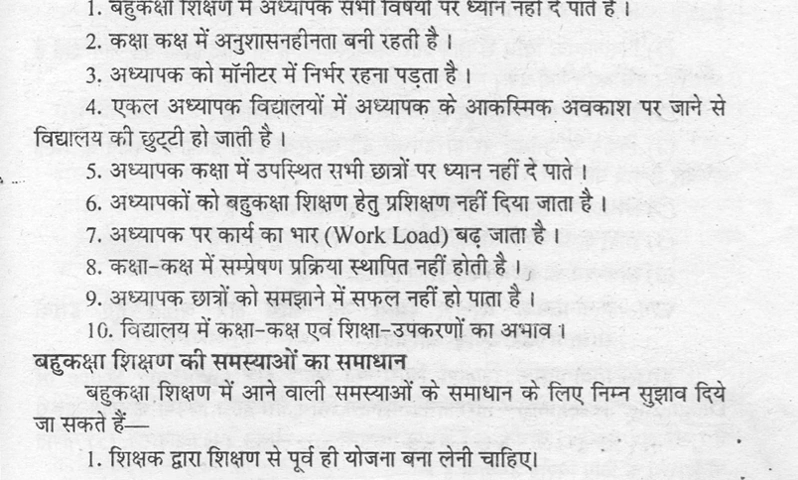 1. बहुकक्षा शिक्षण में अध्यापक सभी विषयों पर ध्यान नहीं दे पाते हैं ।
2. कक्षा कक्ष में अनुशासनहीनता बनी रहती है ।
3. अध्यापक को मॉनीटर में निर्भर रहना पड़ता है ।
4. एकल अध्यापक विद्यालयों में अध्यापक के आकस्मिक अवकाश पर जाने से
विद्यालय की छुट्टी हो जाती है ।
5. अध्यापक कक्षा में उपस्थित सभी छात्रों पर ध्यान नहीं दे पाते ।
6. अध्यापकों को बहुकक्षा शिक्षण हेतु प्रशिक्षण नहीं दिया जाता है ।
7. अध्यापक पर कार्य का भार (Work Load) बढ़ जाता है ।
8. कक्षा-कक्ष में सम्प्रेषण प्रक्रिया स्थापित नहीं होती है ।
9. अध्यापक छात्रों को समझाने में सफल नहीं हो पाता है ।
10. विद्यालय में कक्षा-कक्ष एवं शिक्षा-उपकरणों का अभाव ।
बहुकक्षा शिक्षण की समस्याओं का समाधान
बहुकक्षा शिक्षण में आने वाली समस्याओं के समाधान के लिए निम्न सुझाव दिये
जा सकते हैं—
1. शिक्षक द्वारा शिक्षण से पूर्व ही योजना बना लेनी चाहिए।